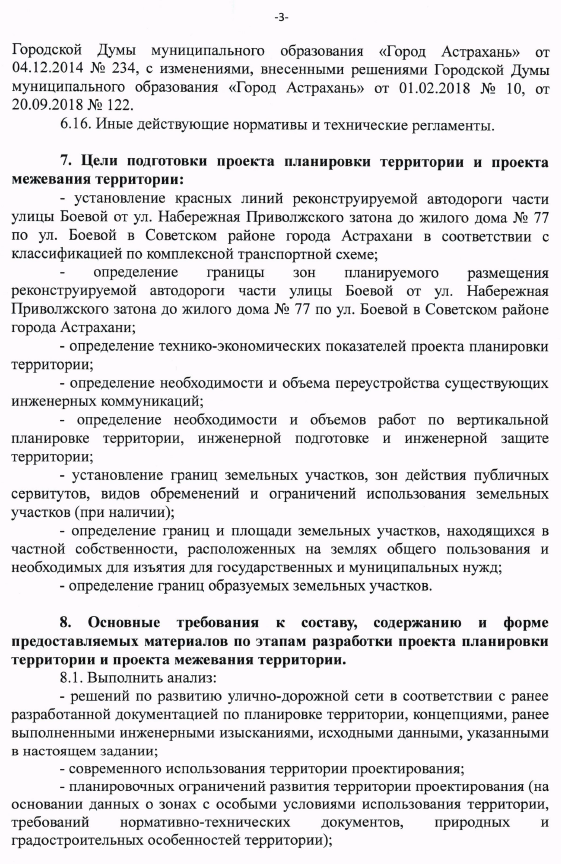 -3-
Городской Думы муниципального образования «Город Астрахань» от
04.12.2014 № 234, с изменениями, внесенными решениями Городской Думы
муниципального образования «Город Астрахань» от 01.02.2018 № 10, от
20.09.2018 № 122.
6.16. Иные действующие нормативы и технические регламенты.
7. Цели подготовки проекта планировки территории и проекта
межевания территории:
- установление красных линий реконструируемой автодороги части
улицы Боевой от ул. Набережная Приволжского затона до жилого дома № 77
по ул. Боевой в Советском районе города Астрахани в соответствии с
классификацией по комплексной транспортной схеме;
- определение границы зон планируемого размещения
реконструируемой автодороги части улицы Боевой от ул. Набережная
Приволжского затона до жилого дома № 77 по ул. Боевой в Советском районе
города Астрахани;
- определение технико-экономических показателей проекта планировки
территории;
- определение необходимости и объема переустройства существующих
инженерных коммуникаций;
- определение необходимости и объемов работ по вертикальной
планировке территории, инженерной подготовке и инженерной защите
территории;
- установление границ земельных участков, зон действия публичных
сервитутов, видов обременений и ограничений использования земельных
участков (при наличии);
- определение границ и площади земельных участков, находящихся в
частной собственности, расположенных на землях общего пользования и
необходимых для изъятия для государственных и муниципальных нужд;
- определение границ образуемых земельных участков.
8. Основные требования к составу, содержанию и форме
предоставляемых материалов по этапам разработки проекта планировки
территории и проекта межевания территории.
8.1. Выполнить анализ:
- решений по развитию улично-дорожной сети в соответствии с ранее
разработанной документацией по планировке территории, концепциями, ранее
выполненными инженерными изысканиями, исходными данными, указанными
в настоящем задании;
- современного использования территории проектирования;
- планировочных ограничений развития территории проектирования (на
основании данных о зонах с особыми условиями использования территории,
требований нормативно-технических документов, природных и
градостроительных особенностей территории);